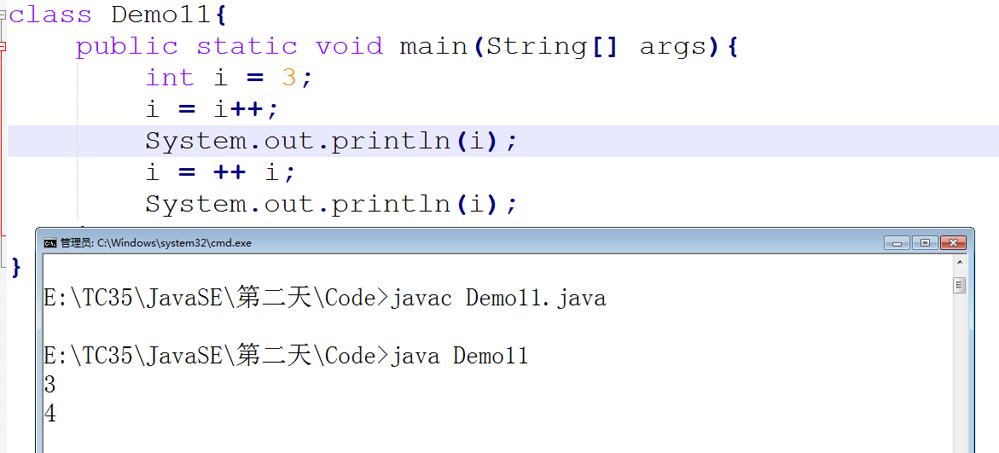 class Demo11{
public static void main(String[] args){
int i = 3;
i = i++;
System.out.println(i);
i = ++ i;
System.out.println(i);
}
管理员: C:\Windows\system32\cmd.exe
E:\TC35\JavaSE\第二天\Code>javac Demo11.java
E:\TC35\JavaSE\第二天\Code>java Demo11
3
4